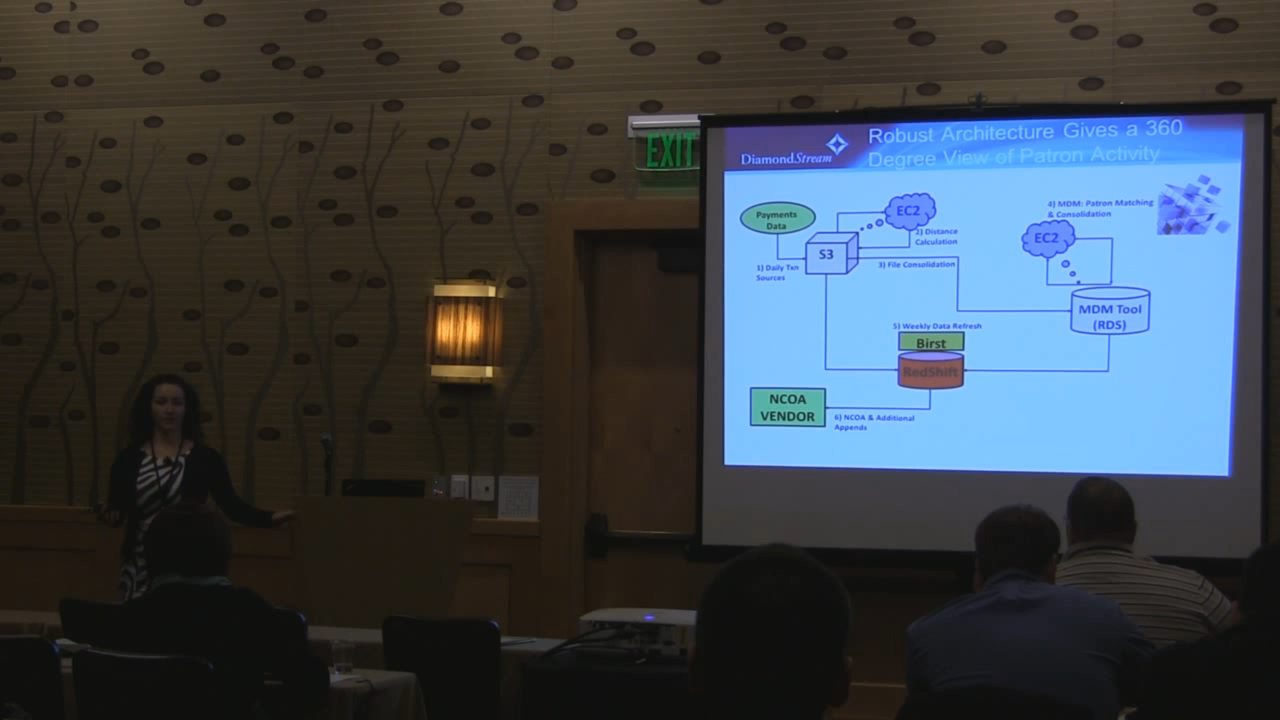 EXIT
DiamondStream
Robust Architecture Gives a 360
Degree View of Patron Activity
Payments
Data
EC2
2) Distance
Calculation
S3
1) Daily Txn
Sources
3) File Consolidation
4) MDM: Patron Matching
& Consolidation
EC2
MDM Tool
(RDS)
5) Weekly Data Refresh
Birst
RedShift
NCOA
VENDOR
6) NCOA & Additional
Appends